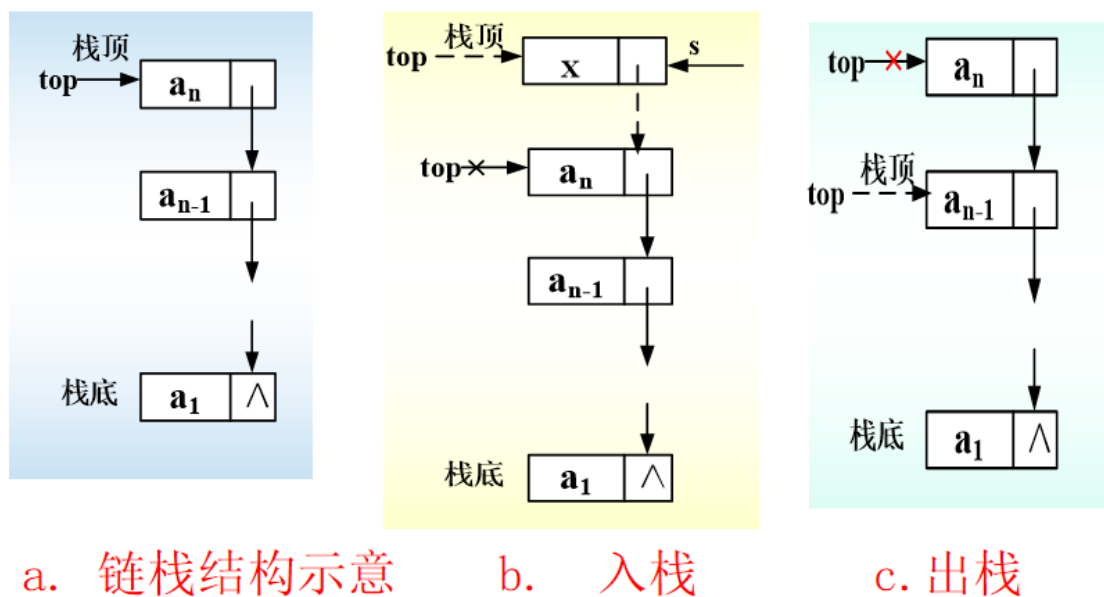 栈顶
top
aₙ
aₙ₋₁
栈底
a₁ ∧
栈顶
top
x
s
top
aₙ
aₙ₋₁
栈底
a₁ ∧
top
aₙ
栈顶
top
aₙ₋₁
栈底
a₁ ∧
a. 链栈结构示意
b. 入栈
c.出栈